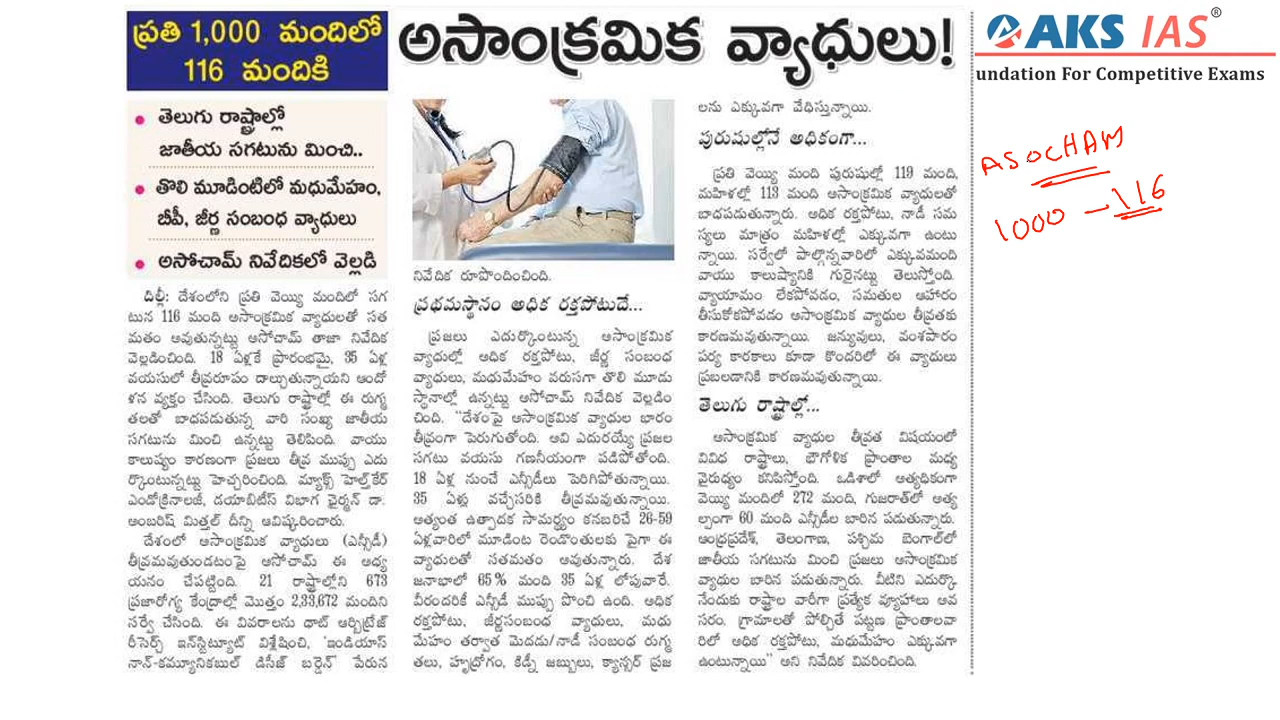 ప్రతి 1,000 మందిలో
116 మందికి
అసాంక్రమిక వ్యాధులు!
• తెలుగు రాష్ట్రాల్లో
జాతీయ సగటును మించి..
• తొలి మూడింటిలో మధుమేహం,
బీపీ, జీర్ణ సంబంధ వ్యాధులు
• అసోచామ్ నివేదికలో వెల్లడి
ఢిల్లీ: దేశంలోని ప్రతి వెయ్యి మందిలో సగ
టున 116 మంది అసాంక్రమిక వ్యాధులతో సత
మతం అవుతున్నట్టు అసోచామ్ తాజా నివేదిక
వెల్లడించింది. 18 ఏళ్లకే ప్రారంభమై, 35 ఏళ్ల
వయసులో తీవ్రరూపం దాల్చుతున్నాయని ఆందో
ళన వ్యక్తం చేసింది. తెలుగు రాష్ట్రాల్లో ఈ రుగ్మ
తలతో బాధపడుతున్న వారి సంఖ్య జాతీయ
సగటును మించి ఉన్నట్టు తెలిపింది. వాయు
కాలుష్యం కారణంగా ప్రజలు తీవ్ర ముప్పు ఎదు
ర్కొంటున్నట్టు హెచ్చరించింది. మ్యాక్స్ హెల్త్‌కేర్
ఎండోక్రినాలజీ, డయాబిటీస్ విభాగ ఛైర్మన్ డా.
అంబరిష్ మిత్తల్ దీన్ని ఆవిష్కరించారు.
దేశంలో అసాంక్రమిక వ్యాధులు (ఎన్సీడీ)
తీవ్రమవుతుండటంపై అసోచామ్ ఈ అధ్య
యనం చేపట్టింది. 21 రాష్ట్రాల్లోని 673
ప్రజారోగ్య కేంద్రాల్లో మొత్తం 2,33,672 మందిని
సర్వే చేసింది. ఈ వివరాలను థాట్ ఆర్బిట్రేజ్
రీసెర్చ్ ఇన్‌స్టిట్యూట్ విశ్లేషించి, 'ఇండియాస్
నాన్-కమ్యూనికబుల్ డిసీజ్ బర్డెన్' పేరున
నివేదిక రూపొందించింది.
ప్రథమస్థానం అధిక రక్తపోటుదే...
ప్రజలు ఎదుర్కొంటున్న అసాంక్రమిక
వ్యాధుల్లో అధిక రక్తపోటు, జీర్ణ సంబంధ
వ్యాధులు, మధుమేహం వరుసగా తొలి మూడు
స్థానాల్లో ఉన్నట్టు అసోచామ్ నివేదిక వెల్లడిం
చింది. "దేశంపై అసాంక్రమిక వ్యాధుల భారం
తీవ్రంగా పెరుగుతోంది. అవి ఎదురయ్యే ప్రజల
సగటు వయసు గణనీయంగా పడిపోతోంది.
18 ఏళ్ల నుంచే ఎన్సీడీలు పెరిగిపోతున్నాయి.
35 ఏళ్లు వచ్చేసరికి తీవ్రమవుతున్నాయి.
అత్యంత ఉత్పాదక సామర్థ్యం కనబరిచే 26-59
ఏళ్లవారిలో మూడింట రెండొంతులకు పైగా ఈ
వ్యాధులతో సతమతం అవుతున్నారు. దేశ
జనాభాలో 65% మంది 35 ఏళ్ల లోపువారే.
వీరందరికీ ఎన్సీడీ ముప్పు పొంచి ఉంది. అధిక
రక్తపోటు, జీర్ణసంబంధ వ్యాధులు, మధు
మేహం తర్వాత మెదడు/నాడీ సంబంధ రుగ్మ
తలు, హృద్రోగం, కిడ్నీ జబ్బులు, క్యాన్సర్ ప్రజ
లను ఎక్కువగా వేధిస్తున్నాయి.
పురుషుల్లోనే అధికంగా...
ప్రతి వెయ్యి మంది పురుషుల్లో 119 మంది,
మహిళల్లో 113 మంది అసాంక్రమిక వ్యాధులతో
బాధపడుతున్నారు. అధిక రక్తపోటు, నాడీ సమ
స్యలు మాత్రం మహిళల్లో ఎక్కువగా ఉంటు
న్నాయి. సర్వేలో పాల్గొన్నవారిలో ఎక్కువమంది
వాయు కాలుష్యానికి గురైనట్టు తెలుస్తోంది.
వ్యాయామం లేకపోవడం, సమతుల ఆహారం
తీసుకోకపోవడం అసాంక్రమిక వ్యాధుల తీవ్రతకు
కారణమవుతున్నాయి. జన్యువులు, వంశపారం
పర్య కారకాలు కూడా కొందరిలో ఈ వ్యాధులు
ప్రబలడానికి కారణమవుతున్నాయి.
తెలుగు రాష్ట్రాల్లో...
అసాంక్రమిక వ్యాధుల తీవ్రత విషయంలో
వివిధ రాష్ట్రాలు, భౌగోళిక ప్రాంతాల మధ్య
వైరుధ్యం కనిపిస్తోంది. ఒడిశాలో అత్యధికంగా
వెయ్యి మందిలో 272 మంది, గుజరాత్‌లో అత్య
ల్పంగా 60 మంది ఎన్సీడీల బారిన పడుతున్నారు.
ఆంధ్రప్రదేశ్, తెలంగాణ, పశ్చిమ బెంగాల్‌లో
జాతీయ సగటును మించి ప్రజలు అసాంక్రమిక
వ్యాధుల బారిన పడుతున్నారు. వీటిని ఎదుర్కొ
నేందుకు రాష్ట్రాల వారీగా ప్రత్యేక వ్యూహాలు అవ
సరం. గ్రామాలతో పోల్చితే పట్టణ ప్రాంతాలవా
రిలో అధిక రక్తపోటు, మధుమేహం ఎక్కువగా
ఉంటున్నాయి" అని నివేదిక వివరించింది.
AKS IAS®
undation For Competitive Exams
ASOCHAM
1000 - 116